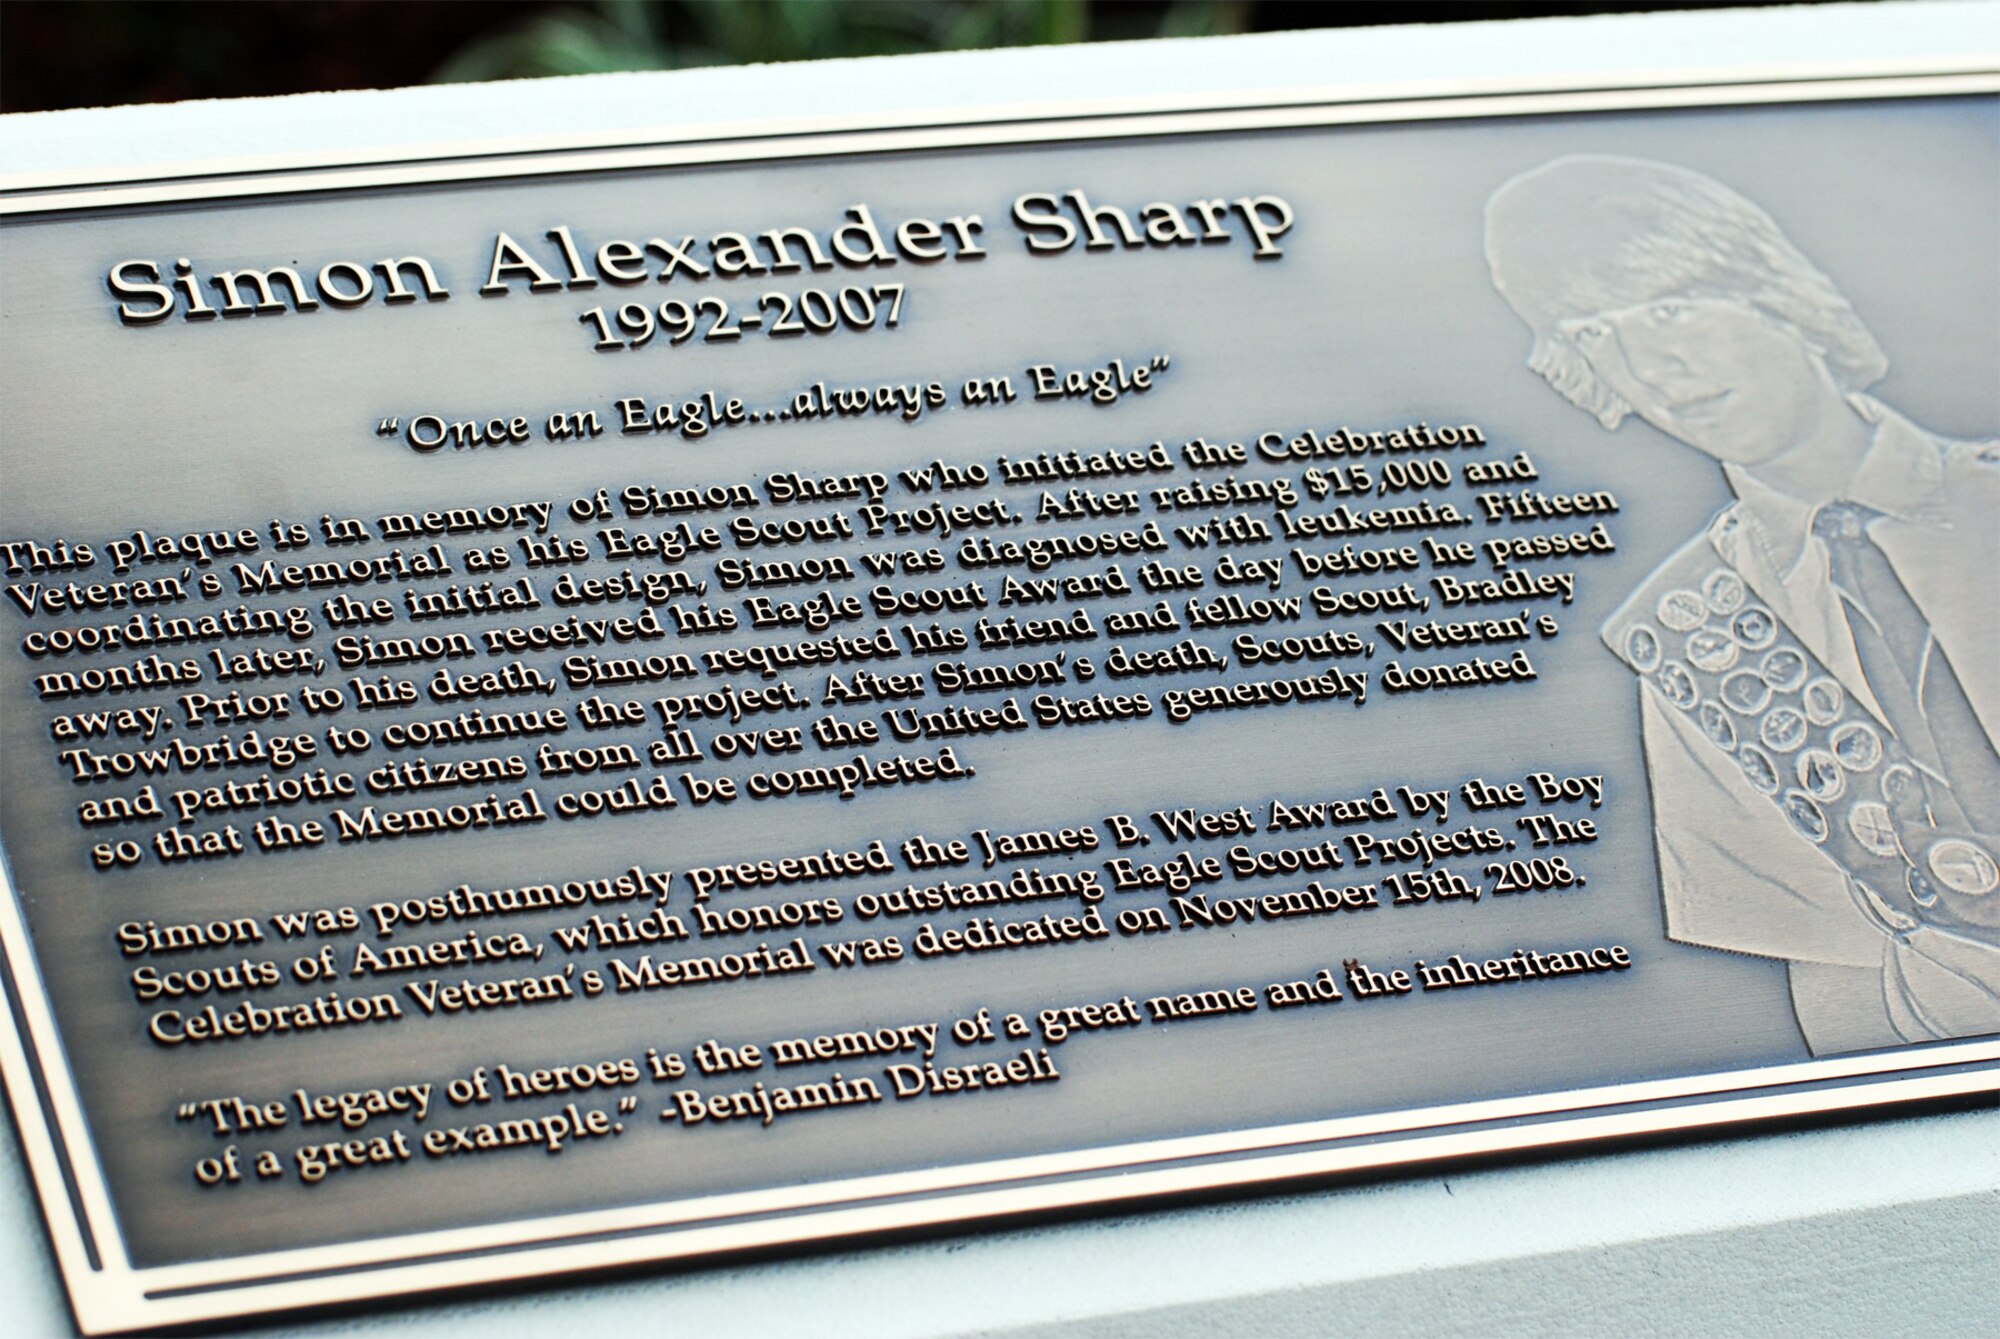 Simon Alexander Sharp
1992-2007
“Once an Eagle...always an Eagle”
This plaque is in memory of Simon Sharp who initiated the Celebration
Veteran's Memorial as his Eagle Scout Project. After raising $15,000 and
coordinating the initial design, Simon was diagnosed with leukemia. Fifteen
months later, Simon received his Eagle Scout Award the day before he passed
away. Prior to his death, Simon requested his friend and fellow Scout, Bradley
Trowbridge to continue the project. After Simon's death, Scouts, Veteran's
and patriotic citizens from all over the United States generously donated
so that the Memorial could be completed.
Simon was posthumously presented the James B. West Award by the Boy
Scouts of America, which honors outstanding Eagle Scout Projects. The
Celebration Veteran's Memorial was dedicated on November 15th, 2008.
“The legacy of heroes is the memory of a great name and the inheritance
of a great example.” -Benjamin Disraeli